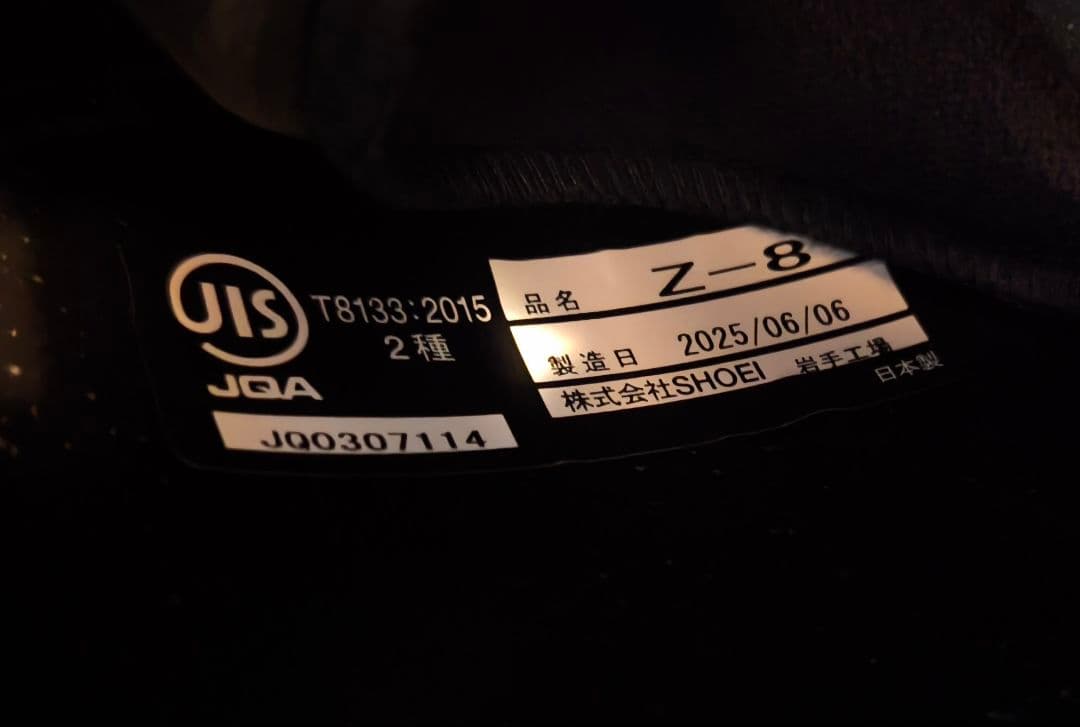 JIS
T8133:2015
2種
JQA
JQ0307114
品名 Z-8
製造日 2025/06/06
株式会社SHOEI 岩手工場
日本製